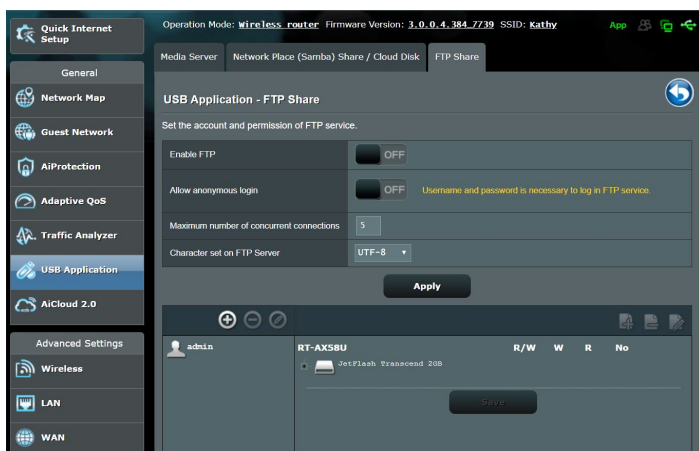 Quick Internet
Setup
Operation Mode: Wireless router Firmware Version: 3.0.0.4.384_7739 SSID: Kathy
App
Media Server
Network Place (Samba) Share / Cloud Disk
FTP Share
General
Network Map
Guest Network
AiProtection
Adaptive QoS
Traffic Analyzer
USB Application
AiCloud 2.0
Advanced Settings
Wireless
LAN
WAN
USB Application - FTP Share
Set the account and permission of FTP service.
Enable FTP
OFF
Allow anonymous login
OFF
Username and password is necessary to log in FTP service.
Maximum number of concurrent connections
5
Character set on FTP Server
UTF-8
Apply
admin
RT-AX58U
R/W W R No
JetFlash Transcend 2GB
Save